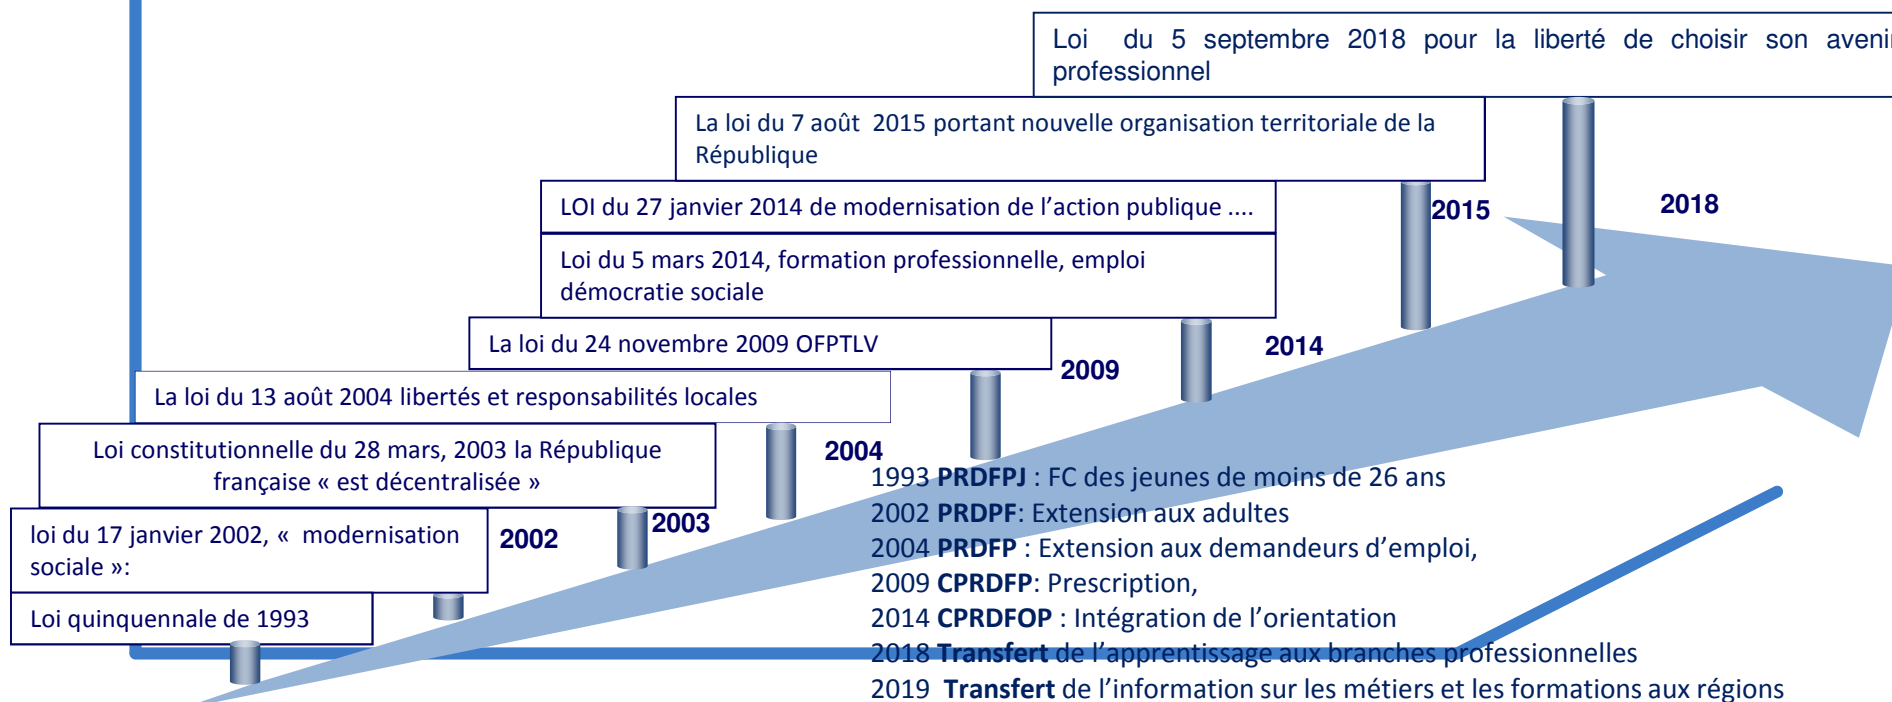 Loi du 5 septembre 2018 pour la liberté de choisir son avenir
professionnel
La loi du 7 août 2015 portant nouvelle organisation territoriale de la
République
LOI du 27 janvier 2014 de modernisation de l’action publique ....
2015
2018
Loi du 5 mars 2014, formation professionnelle, emploi
démocratie sociale
La loi du 24 novembre 2009 OFPTLV
2014
2009
La loi du 13 août 2004 libertés et responsabilités locales
Loi constitutionnelle du 28 mars, 2003 la République
française « est décentralisée »
2004
loi du 17 janvier 2002, « modernisation
sociale »:
2002
2003
Loi quinquennale de 1993
1993 PRDFPJ : FC des jeunes de moins de 26 ans
2002 PRDPF: Extension aux adultes
2004 PRDFP : Extension aux demandeurs d’emploi,
2009 CPRDFP: Prescription,
2014 CPRDFOP : Intégration de l’orientation
2018 Transfert de l’apprentissage aux branches professionnelles
2019 Transfert de l’information sur les métiers et les formations aux régions